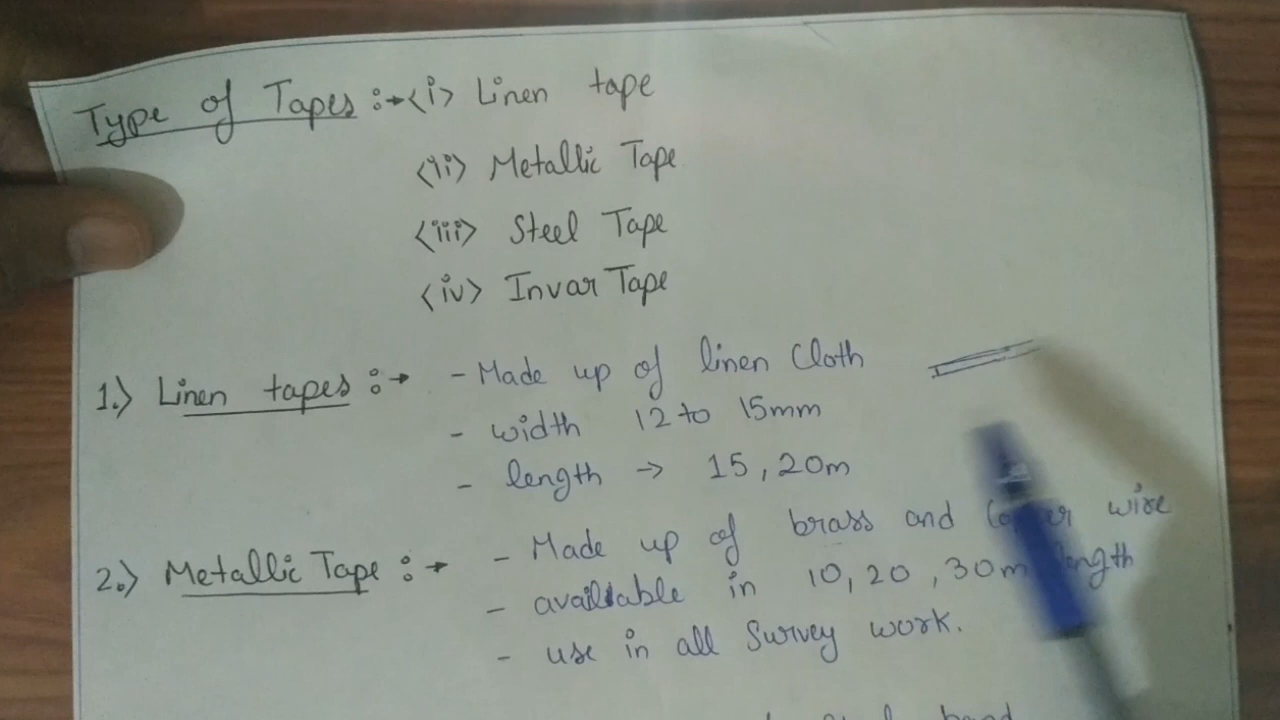 Type of Tapes :→ <i> Linen tape
<ii> Metallic Tape
<iii> Steel Tape
<iv> Invar Tape
1.) Linen tapes :→ - Made up of linen Cloth
- width 12 to 15mm
- length → 15, 20m
2.) Metallic Tape :→ - Made up of brass and wire
- available in 10, 20, 30m
- use in all Survey work.
band